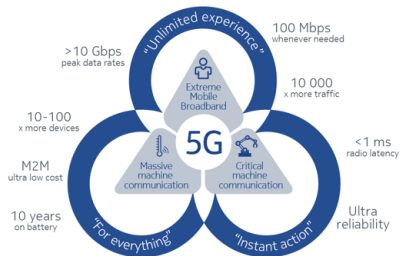 "Unlimited experience"
>10 Gbps
peak data rates
100 Mbps
whenever needed
10 000
x more traffic
Extreme
Mobile
Broadband
5G
10-100
x more devices
M2M
ultra low cost
10 years
on battery
Massive
machine
communication
"For everything"
Critical
machine
communication
<1 ms
radio latency
Ultra
reliability
"Instant action"